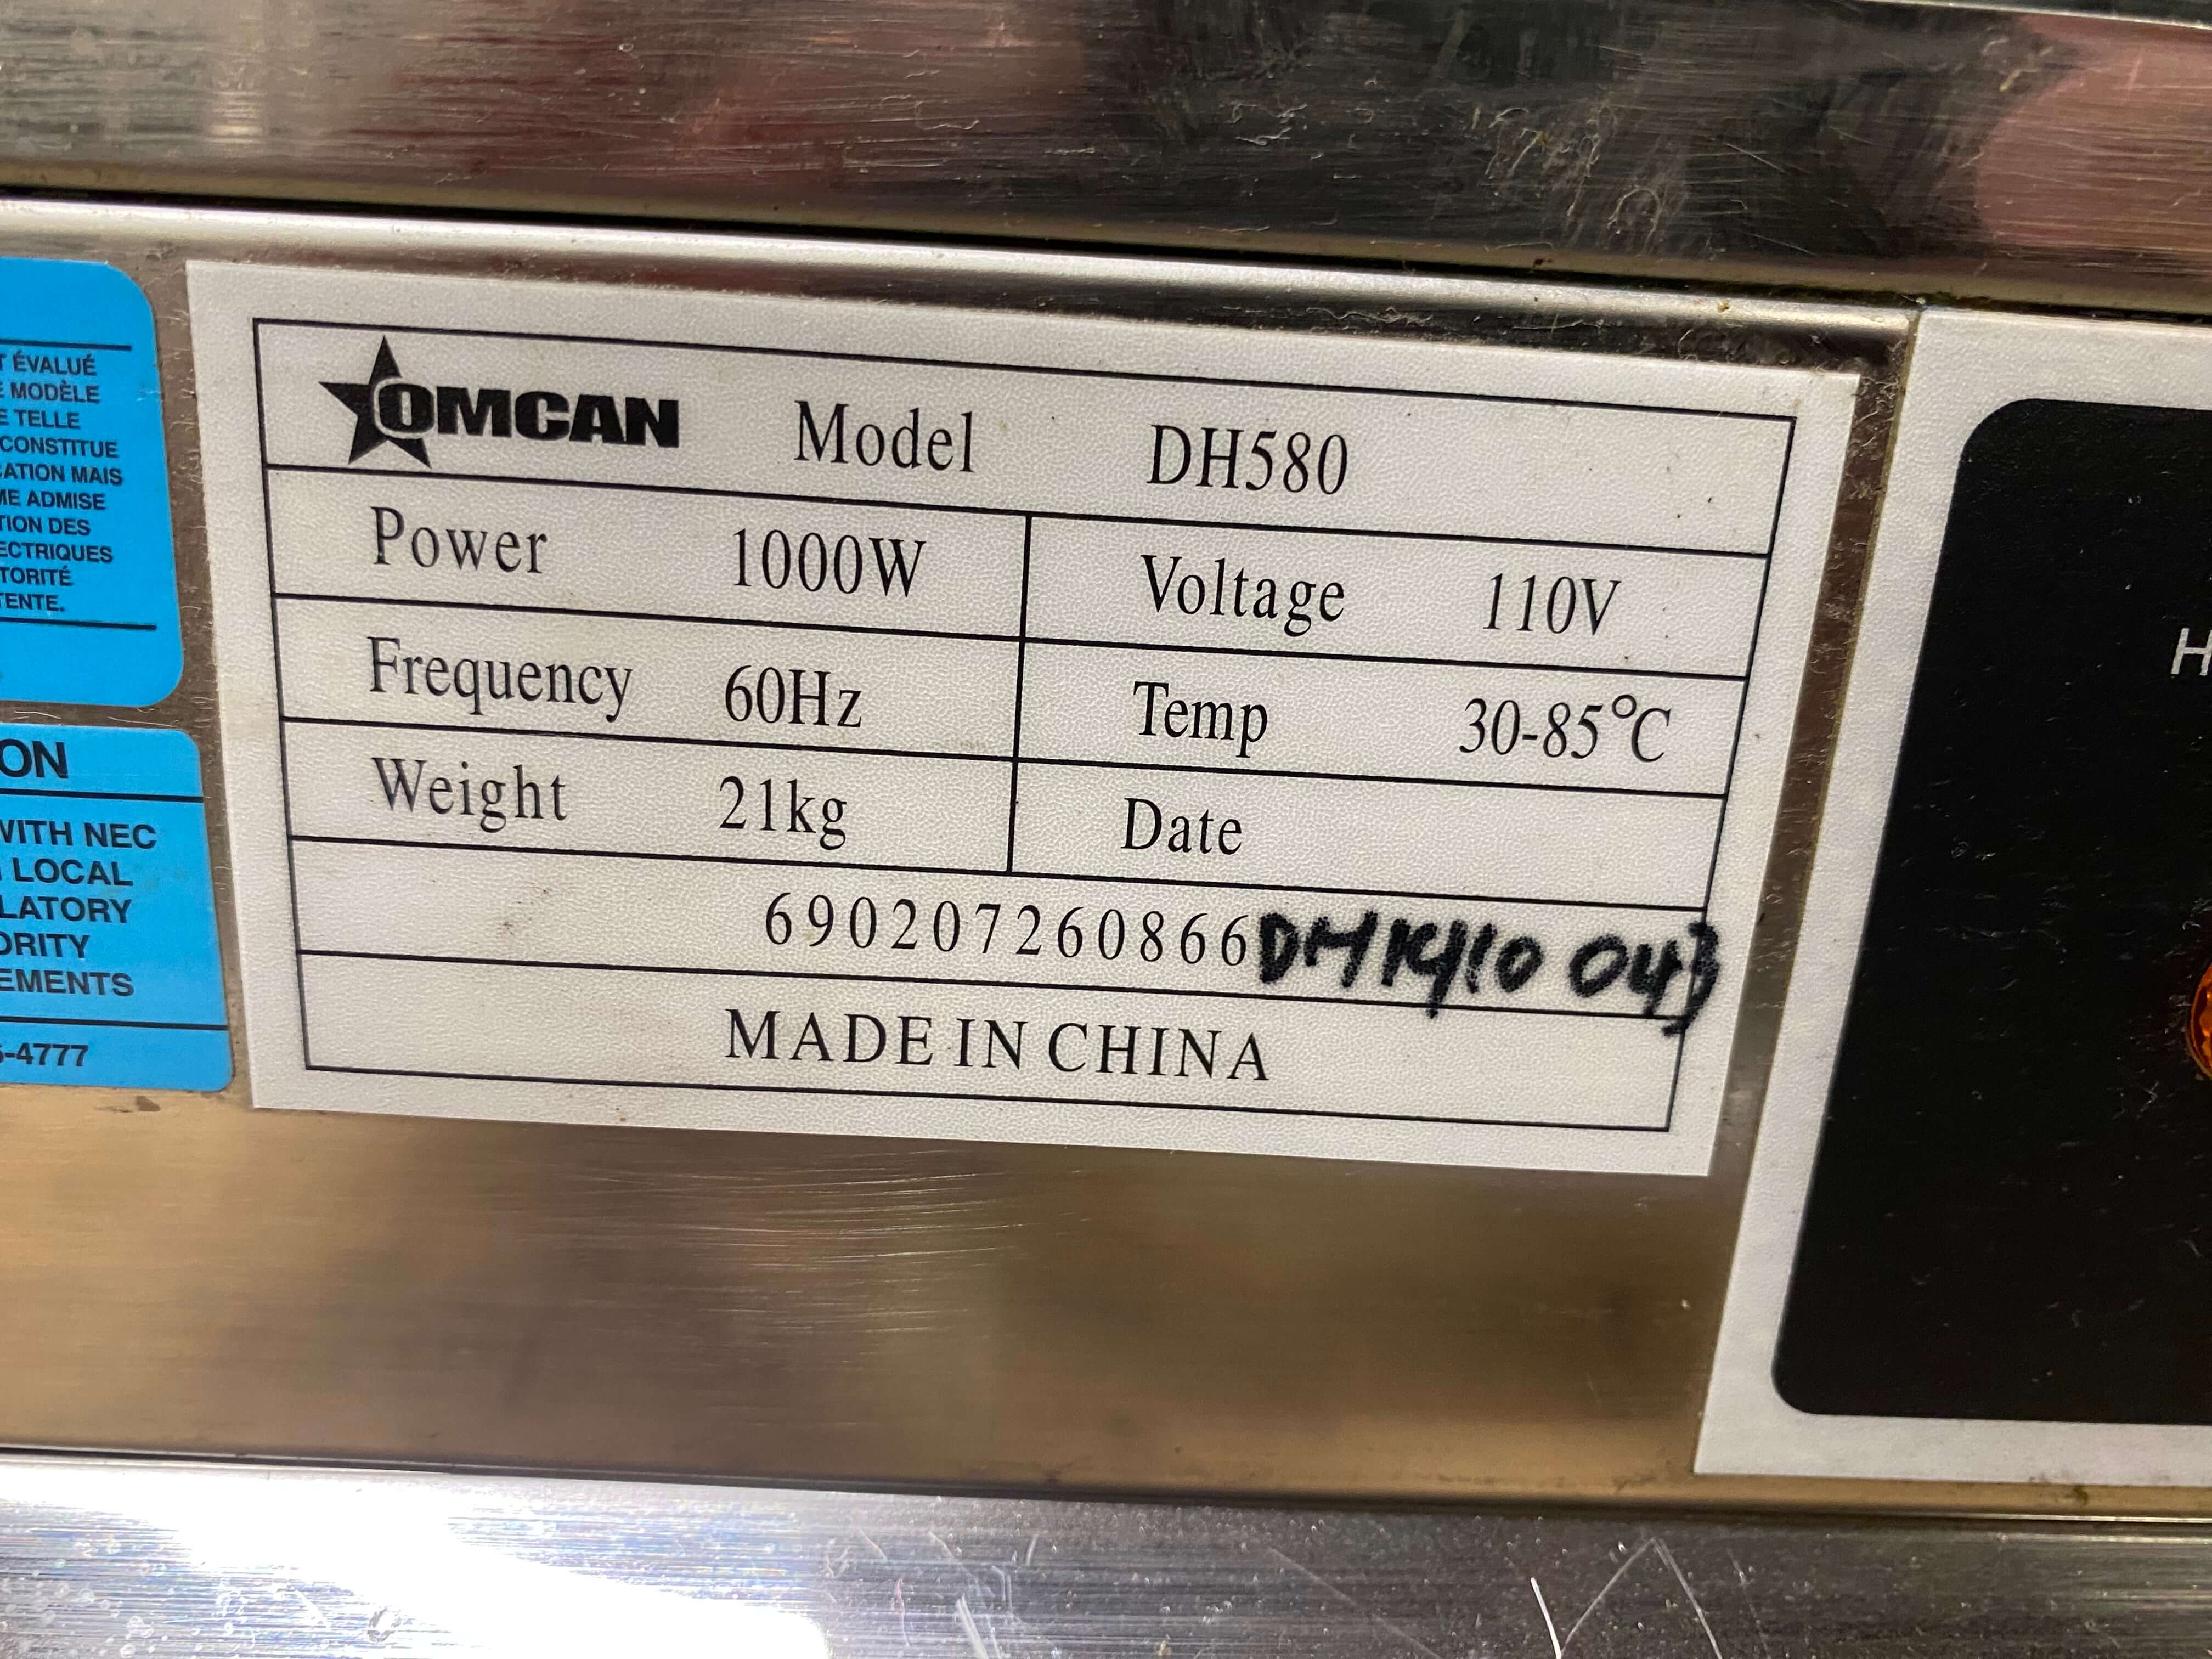 T ÉVALUÉ
MODÈLE
E TELLE
CONSTITUE
CATION MAIS
ME ADMISE
TION DES
ECTRIQUES
TORITÉ
TENTE.
ON
WITH NEC
LOCAL
LATORY
ORITY
EMENTS
-4777
OMCAN Model DH580
Power 1000W Voltage 110V
Frequency 60Hz Temp 30-85℃
Weight 21kg Date
690207260866
MADE IN CHINA
H